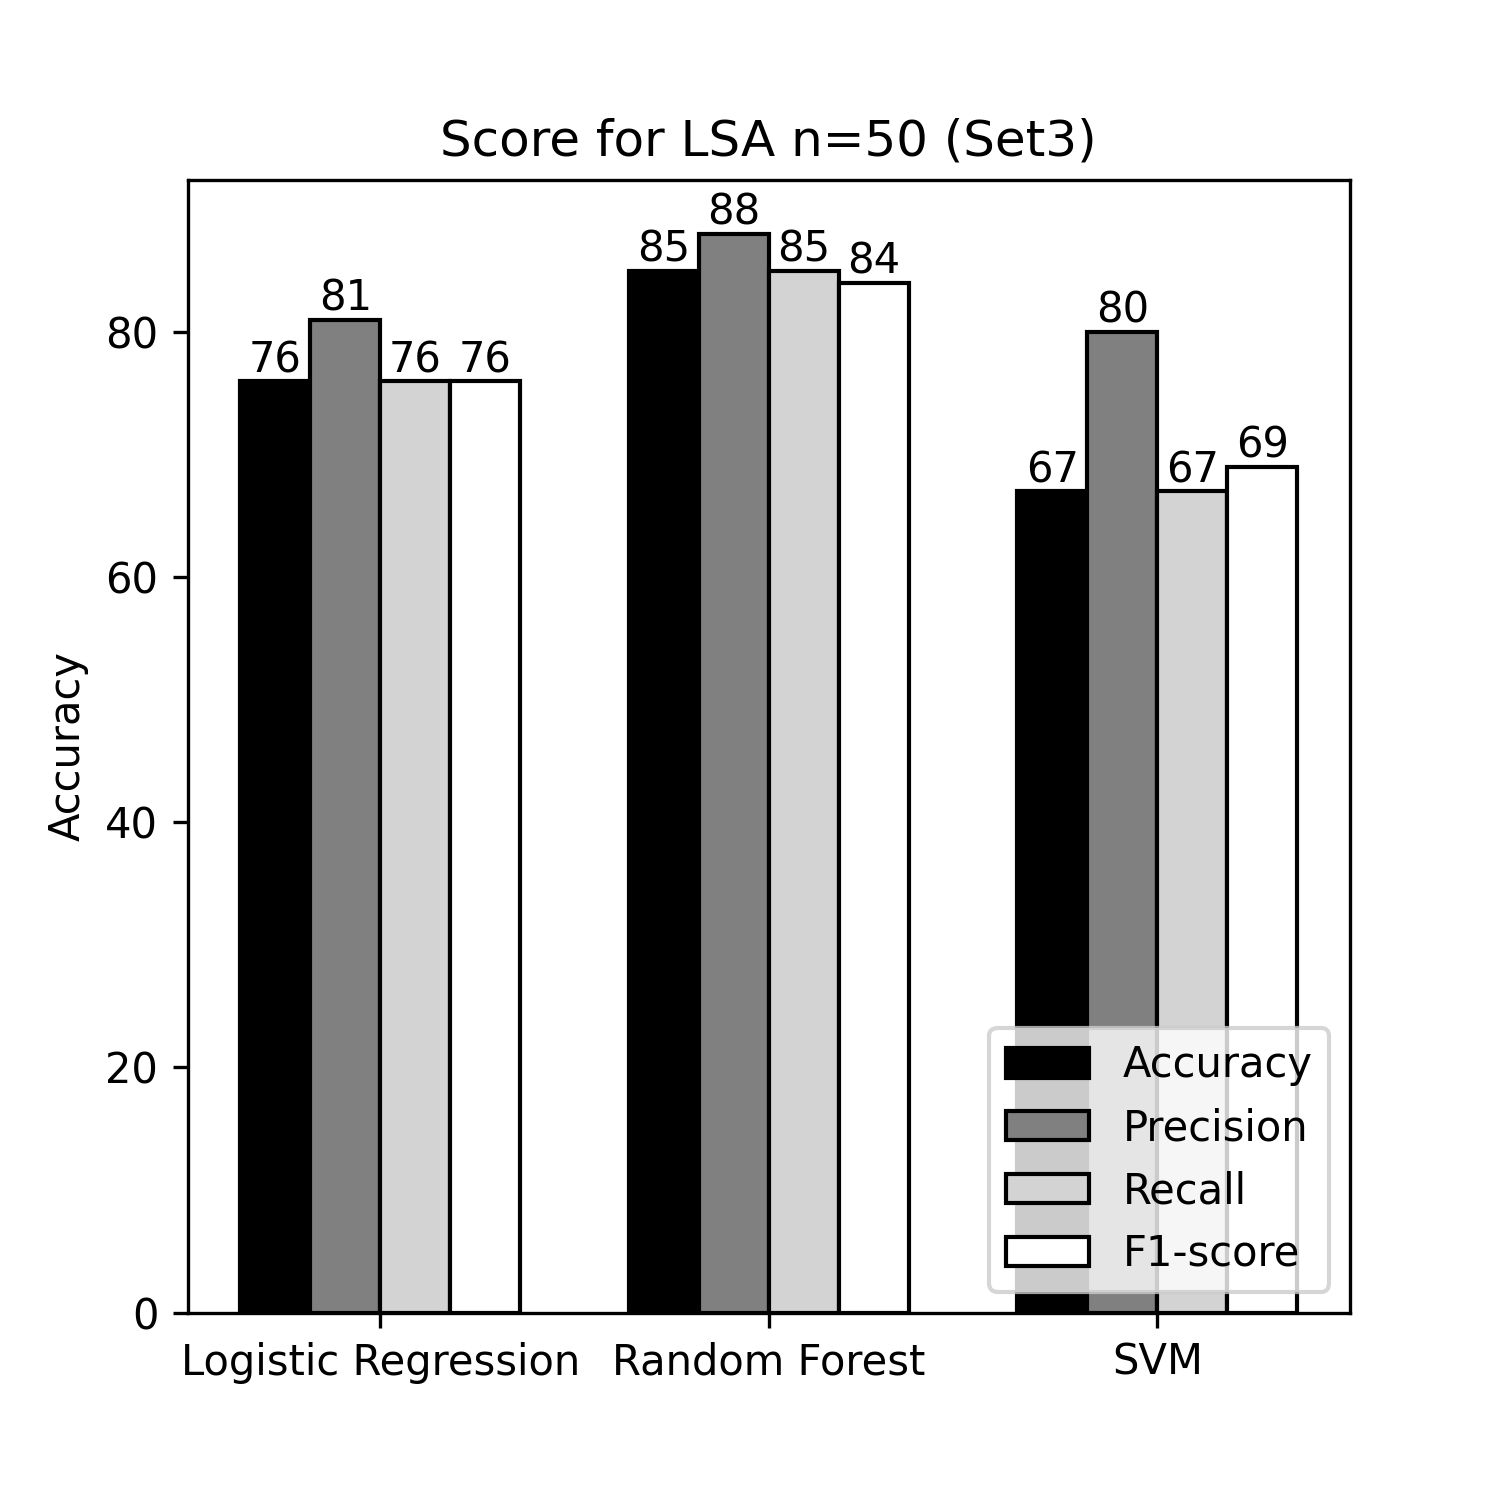 Score for LSA n=50 (Set3)
Accuracy
80
60
40
20
0
76 81 76 76
85 88 85 84
67 80 67 69
Accuracy
Precision
Recall
F1-score
Logistic Regression Random Forest SVM